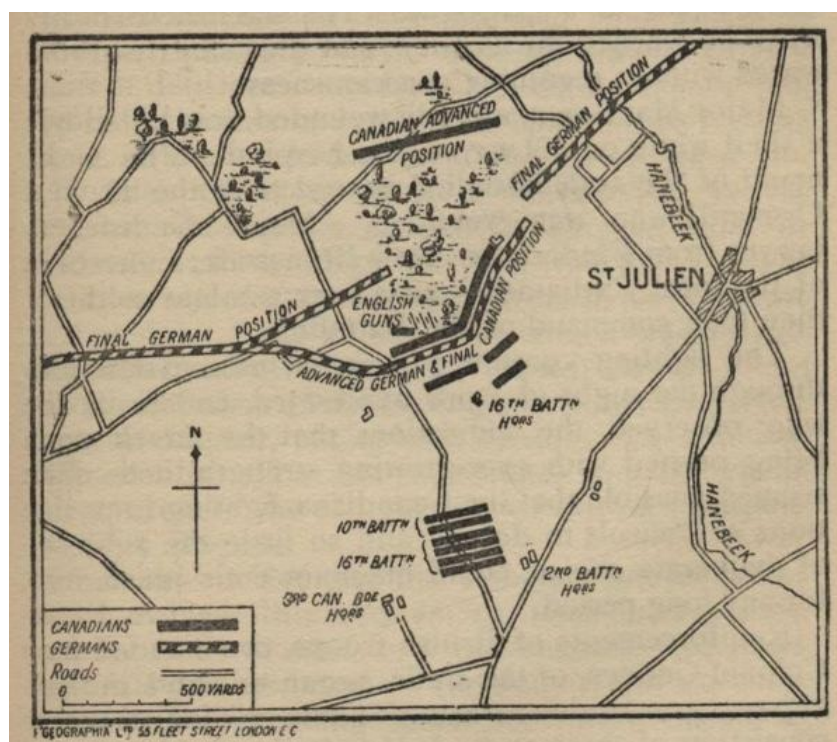 CANADIAN ADVANCED
POSITION
FINAL GERMAN POSITION
HANEBEEK
ST JULIEN
ENGLISH
GUNS
FINAL GERMAN POSITION
ADVANCED GERMAN & FINAL CANADIAN POSITION
16TH BATTN
HQRS
N
HANEBEEK
10TH BATTN
16TH BATTN
2ND BATTN
HQRS
3RD CAN. BDE
HQRS
CANADIANS
GERMANS
Roads
0 500 YARDS
GEOGRAPHIA LTD 55 FLEET STREET LONDON E C